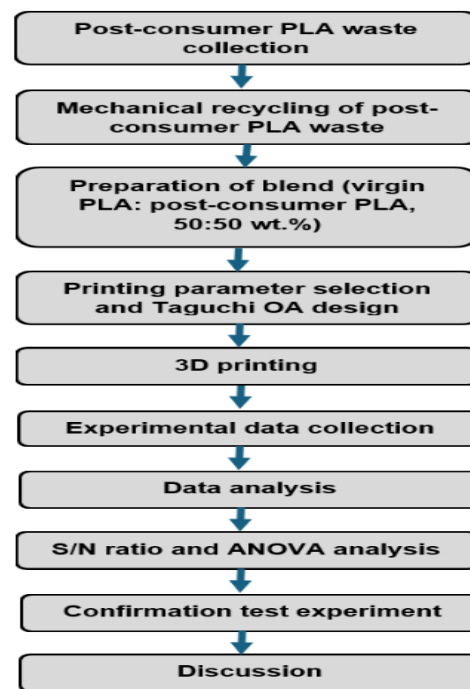 Post-consumer PLA waste
collection
Mechanical recycling of post-
consumer PLA waste
Preparation of blend (virgin
PLA: post-consumer PLA,
50:50 wt.%)
Printing parameter selection
and Taguchi OA design
3D printing
Experimental data collection
Data analysis
S/N ratio and ANOVA analysis
Confirmation test experiment
Discussion